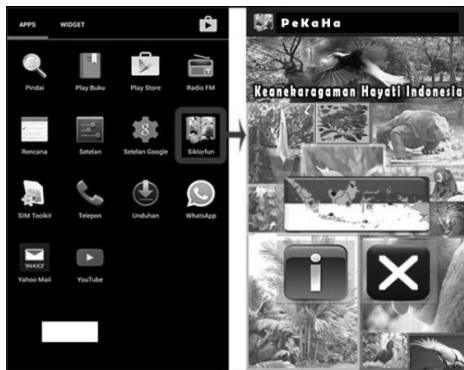 APPS WIDGET
Pindai Play Buku Play Store Radio FM
Rencana Setelan Setelan Google Siklorfun
SIM Toolkit Telepon Unduhan WhatsApp
YAHOO!
Yahoo Mail YouTube
PeKaHa
Keanekaragaman Hayati Indonesia